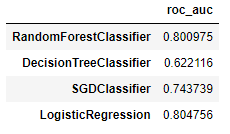 roc_auc
RandomForestClassifier 0.800975
DecisionTreeClassifier 0.622116
SGDClassifier 0.743739
LogisticRegression 0.804756